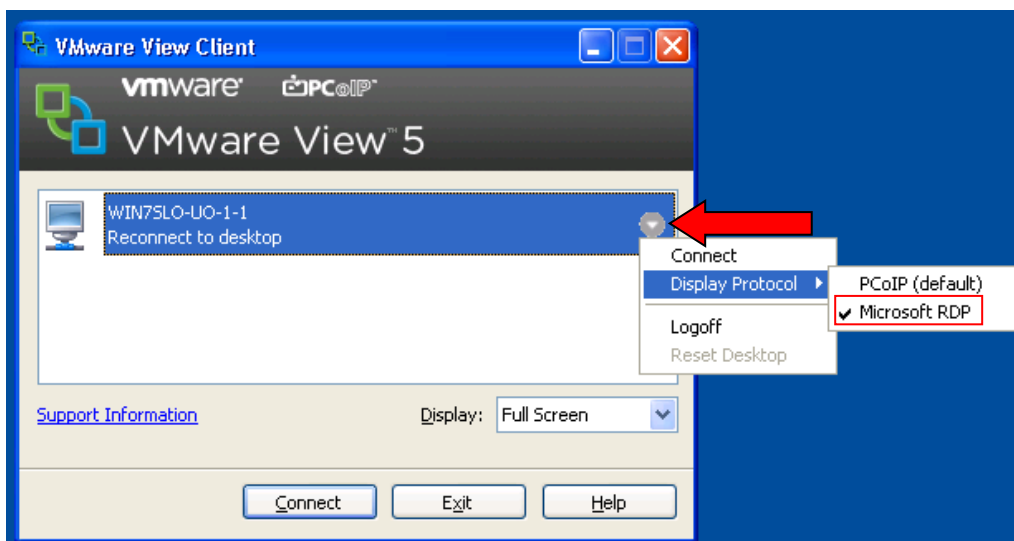 VMware View Client
vmware PCoIP
VMware View™ 5
WIN7SLO-UO-1-1
Reconnect to desktop
Connect
Display Protocol
PCoIP (default)
Microsoft RDP
Logoff
Reset Desktop
Support Information
Display: Full Screen
Connect Exit Help